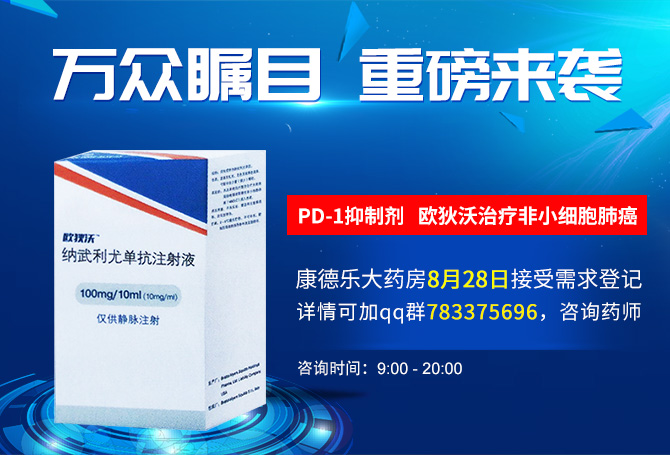 万众瞩目 重磅来袭
PD-1抑制剂 欧狄沃治疗非小细胞肺癌
康德乐大药房8月28日接受需求登记
详情可加qq群783375696，咨询药师
咨询时间：9:00 - 20:00
欧狄沃™
纳武利尤单抗注射液
100mg/10ml (10mg/ml)
仅供静脉注射